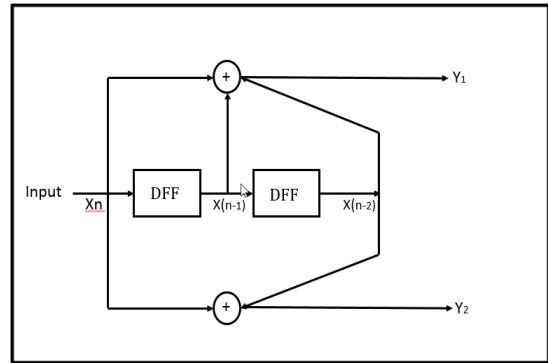 +
Y1
Input
Xn
DFF
X(n-1)
DFF
X(n-2)
+
Y2